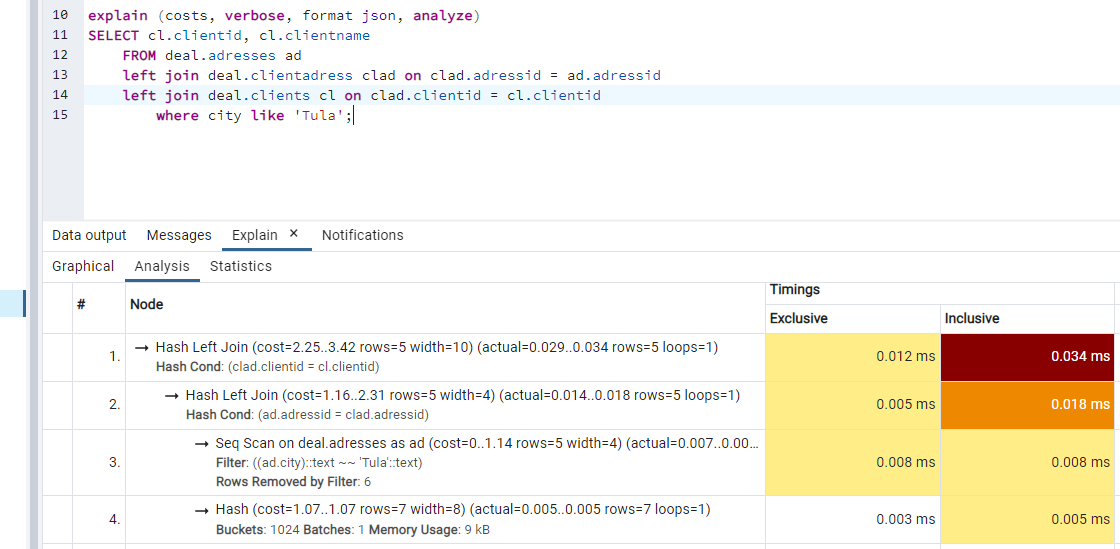 10 explain (costs, verbose, format json, analyze)
11 SELECT cl.clientid, cl.clientname
12 FROM deal.adresses ad
13 left join deal.clientadress clad on clad.adressid = ad.adressid
14 left join deal.clients cl on clad.clientid = cl.clientid
15 where city like 'Tula';
Data output Messages Explain × Notifications
Graphical Analysis Statistics
# Node Timings
Exclusive Inclusive
1. → Hash Left Join (cost=2.25..3.42 rows=5 width=10) (actual=0.029..0.034 rows=5 loops=1) 0.012 ms 0.034 ms
Hash Cond: (clad.clientid = cl.clientid)
2. → Hash Left Join (cost=1.16..2.31 rows=5 width=4) (actual=0.014..0.018 rows=5 loops=1) 0.005 ms 0.018 ms
Hash Cond: (ad.adressid = clad.adressid)
3. → Seq Scan on deal.adresses as ad (cost=0..1.14 rows=5 width=4) (actual=0.007..0.00... 0.008 ms 0.008 ms
Filter: ((ad.city)::text ~~ 'Tula'::text)
Rows Removed by Filter: 6
4. → Hash (cost=1.07..1.07 rows=7 width=8) (actual=0.005..0.005 rows=7 loops=1) 0.003 ms 0.005 ms
Buckets: 1024 Batches: 1 Memory Usage: 9 kB